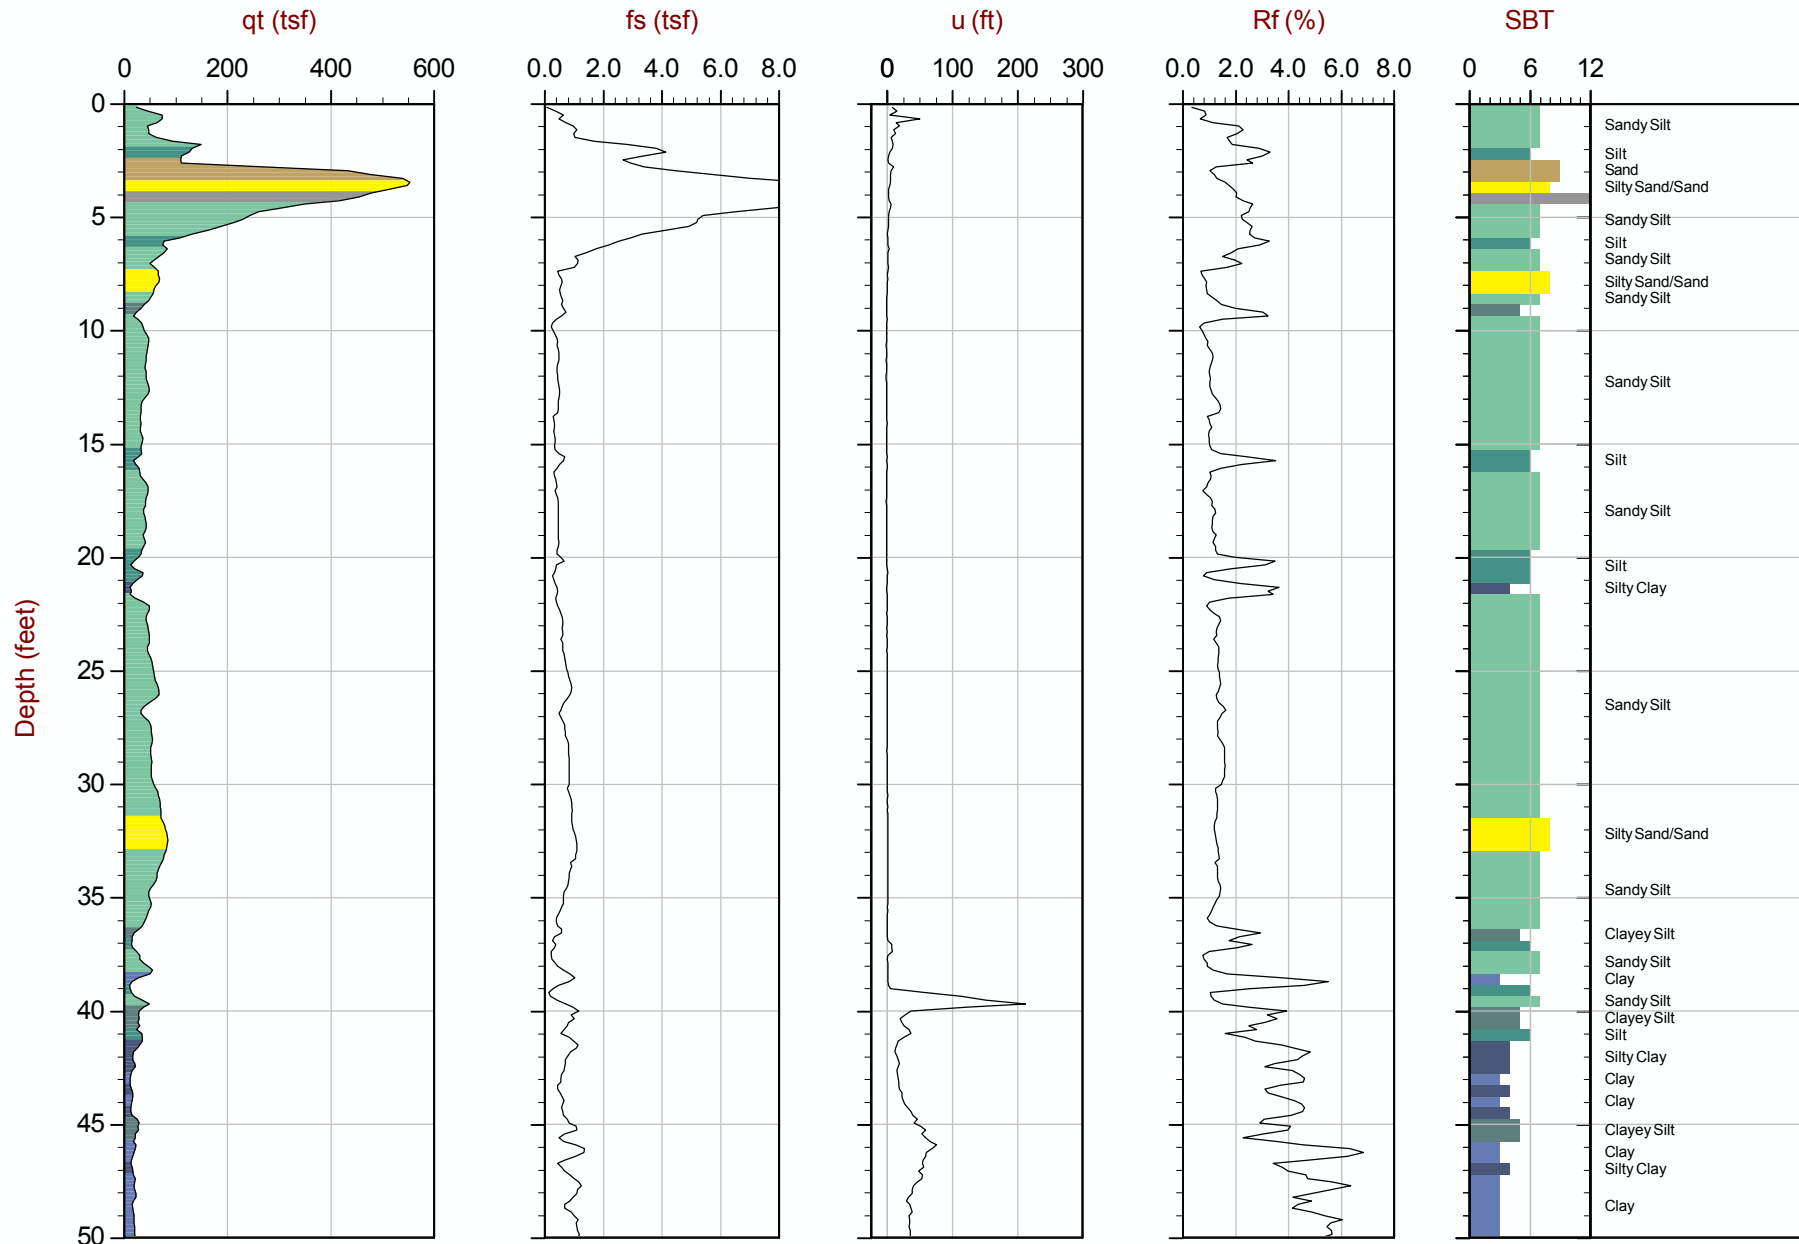 qt (tsf) fs (tsf) u (ft) Rf (%) SBT
0 200 400 600 0.0 2.0 4.0 6.0 8.0 0 100 200 300 0.0 2.0 4.0 6.0 8.0 0 6 12
0
Sandy Silt
Silt
Sand
Silty Sand/Sand
5
Sandy Silt
Silt
Sandy Silt
Silty Sand/Sand
Sandy Silt
10
Sandy Silt
15
Silt
Sandy Silt
20
Silt
Silty Clay
Depth (feet)
25
Sandy Silt
30
Silty Sand/Sand
35
Sandy Silt
Clayey Silt
Sandy Silt
Clay
Sandy Silt
40
Clayey Silt
Silt
Silty Clay
Clay
Clay
45
Clayey Silt
Clay
Silty Clay
Clay
50